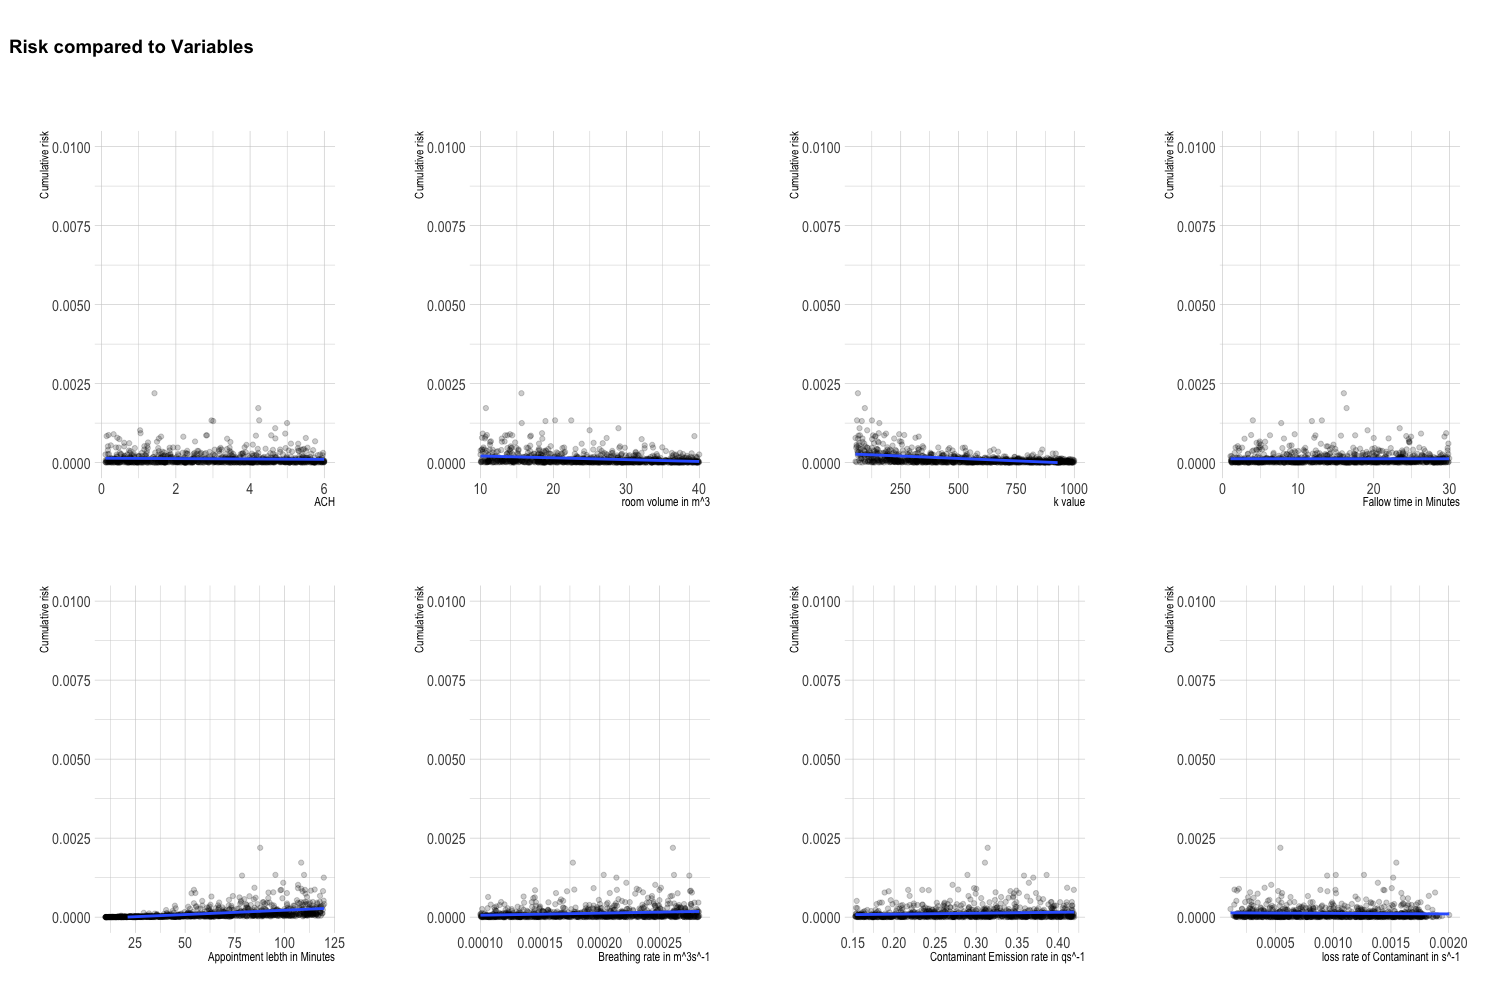 Risk compared to Variables
Cumulative risk
0.0100
0.0075
0.0050
0.0025
0.0000
0 2 4 6
ACH
Cumulative risk
0.0100
0.0075
0.0050
0.0025
0.0000
10 20 30 40
room volume in m^3
Cumulative risk
0.0100
0.0075
0.0050
0.0025
0.0000
250 500 750 1000
k value
Cumulative risk
0.0100
0.0075
0.0050
0.0025
0.0000
0 10 20 30
Fallow time in Minutes
Cumulative risk
0.0100
0.0075
0.0050
0.0025
0.0000
25 50 75 100 125
Appointment lebth in Minutes
Cumulative risk
0.0100
0.0075
0.0050
0.0025
0.0000
0.00010 0.00015 0.00020 0.00025
Breathing rate in m^3s^-1
Cumulative risk
0.0100
0.0075
0.0050
0.0025
0.0000
0.15 0.20 0.25 0.30 0.35 0.40
Contaminant Emission rate in qs^-1
Cumulative risk
0.0100
0.0075
0.0050
0.0025
0.0000
0.0005 0.0010 0.0015 0.0020
loss rate of Contaminant in s^-1